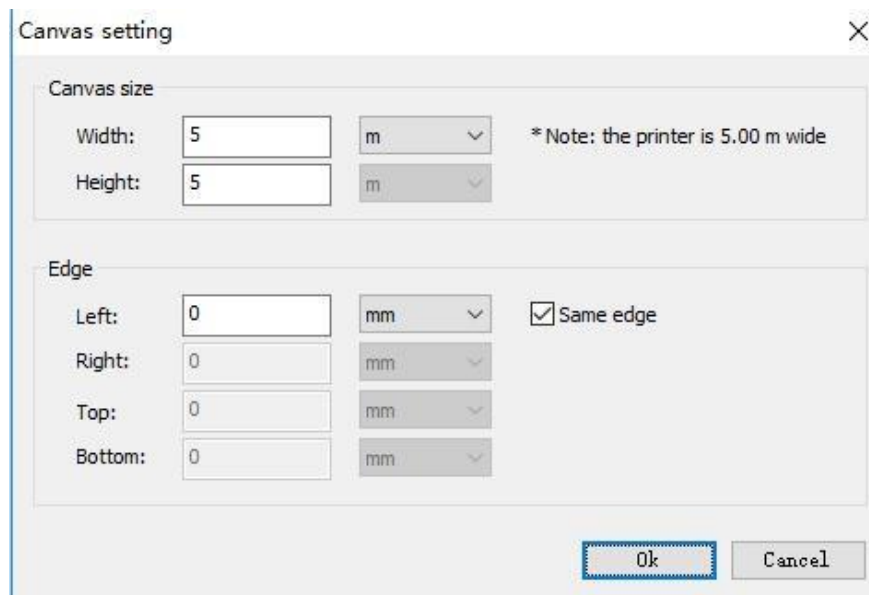 Canvas setting
Canvas size
Width: 5 m *Note: the printer is 5.00 m wide
Height: 5 m
Edge
Left: 0 mm Same edge
Right: 0 mm
Top: 0 mm
Bottom: 0 mm
Ok Cancel